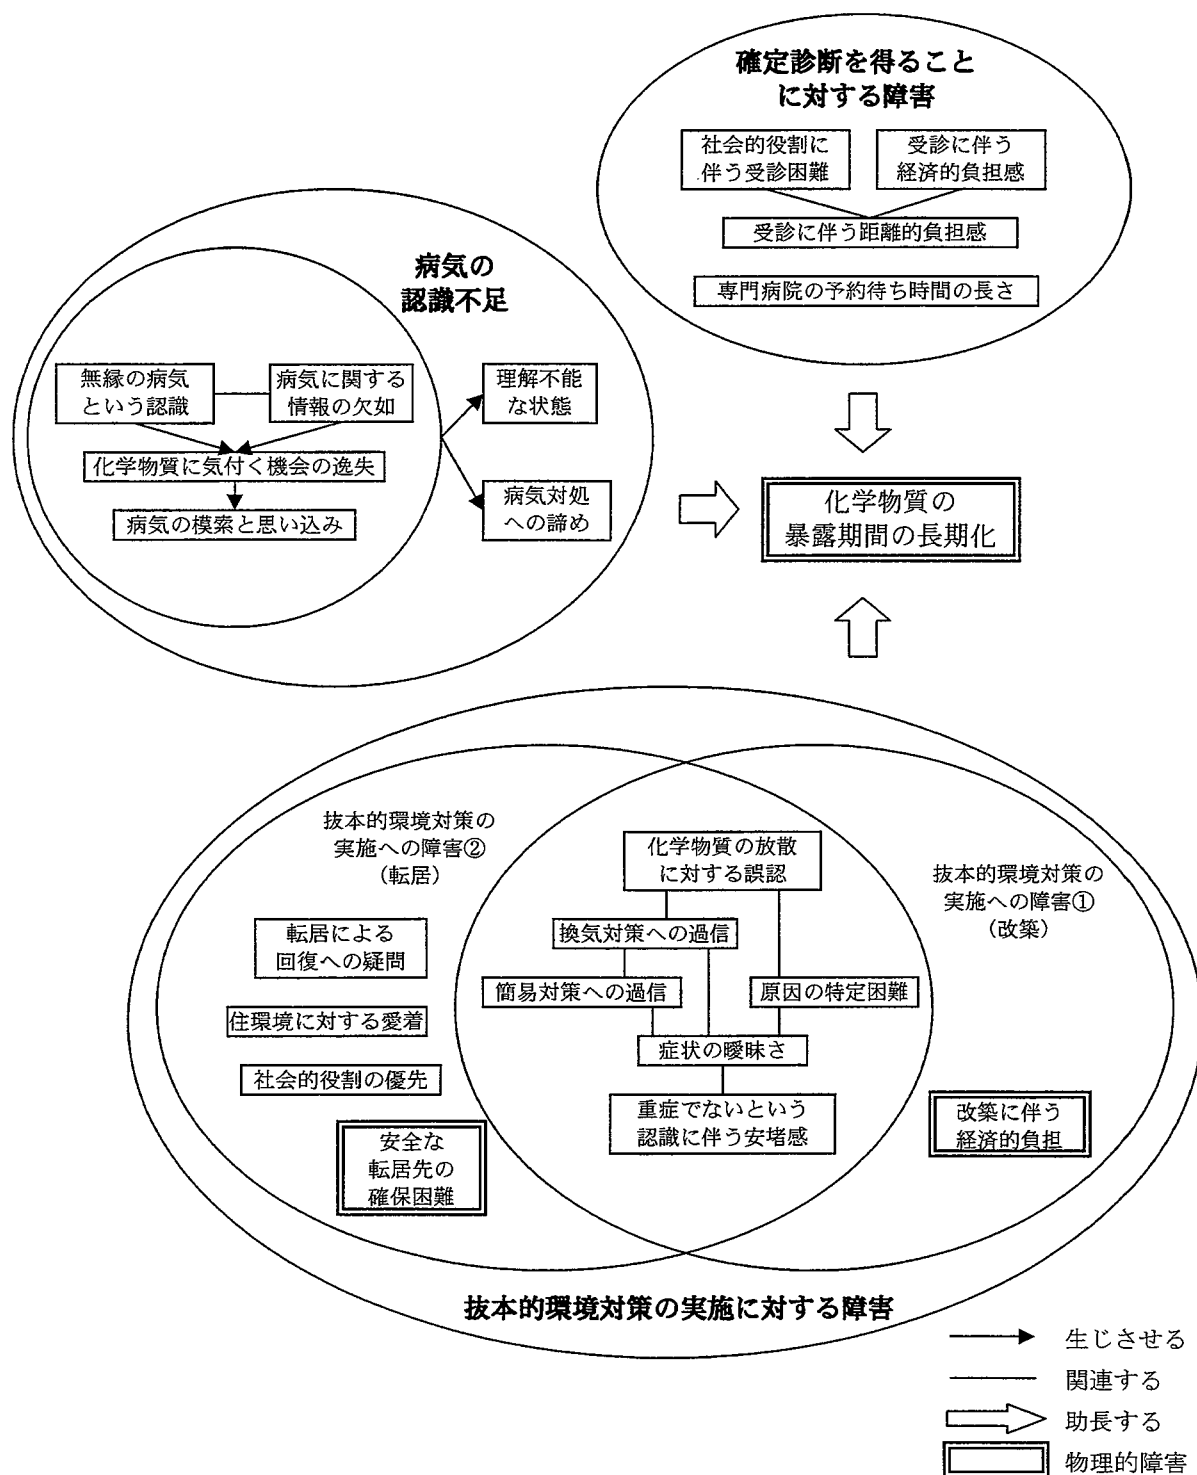 確定診断を得ること
に対する障害
社会的役割に
伴う受診困難
受診に伴う
経済的負担感
受診に伴う距離的負担感
専門病院の予約待ち時間の長さ
病気の
認識不足
無縁の病気
という認識
病気に関する
情報の欠如
化学物質に気付く機会の逸失
病気の模索と思い込み
理解不能
な状態
病気対処
への諦め
化学物質の
暴露期間の長期化
抜本的環境対策の
実施への障害②
(転居)
転居による
回復への疑問
住環境に対する愛着
社会的役割の優先
安全な
転居先の
確保困難
化学物質の放散
に対する誤認
換気対策への過信
簡易対策への過信
原因の特定困難
症状の曖昧さ
重症でないという
認識に伴う安堵感
抜本的環境対策の
実施への障害①
(改築)
改築に伴う
経済的負担
抜本的環境対策の実施に対する障害
生じさせる
関連する
助長する
物理的障害